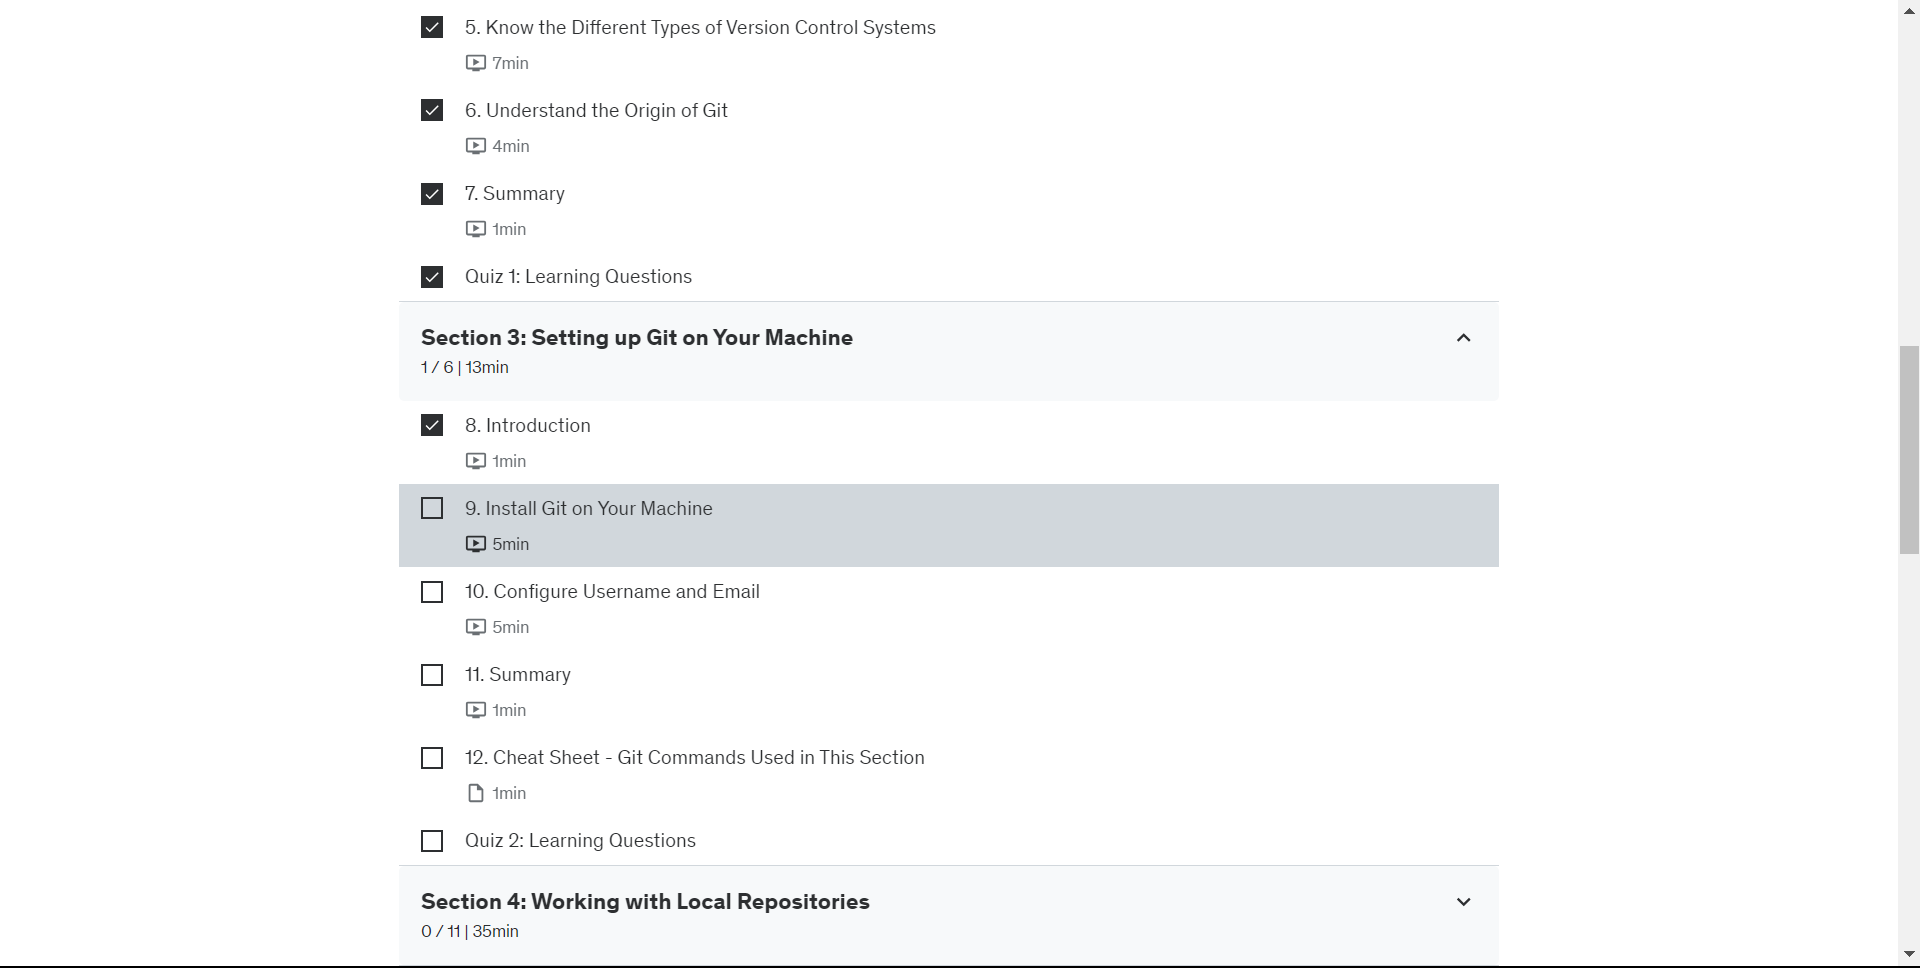 5. Know the Different Types of Version Control Systems
7min
6. Understand the Origin of Git
4min
7. Summary
1min
Quiz 1: Learning Questions
Section 3: Setting up Git on Your Machine
1 / 6 | 13min
8. Introduction
1min
9. Install Git on Your Machine
5min
10. Configure Username and Email
5min
11. Summary
1min
12. Cheat Sheet - Git Commands Used in This Section
1min
Quiz 2: Learning Questions
Section 4: Working with Local Repositories
0 / 11 | 35min